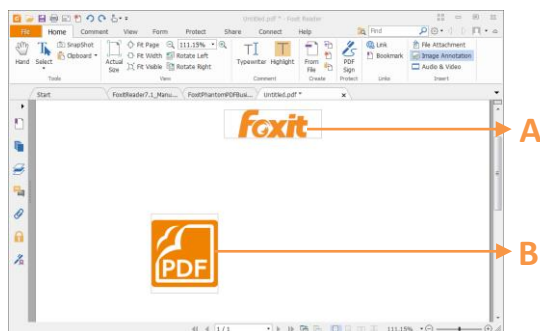 Untitled.pdf * - Foxit Reader
File Home Comment View Form Protect Share Connect Help Find
Hand
Select
SnapShot
Clipboard
Tools
Actual Size
Fit Page
Fit Width
Fit Visible
111.15%
Rotate Left
Rotate Right
View
Typewriter
Highlight
Comment
From File
Create
PDF Sign
Protect
Link
Bookmark
Links
File Attachment
Image Annotation
Audio & Video
Insert
Start FoxitReader7.1_Manu... FoxitPhantomPDFBus... Untitled.pdf *
foxit
A
PDF
B
1 / 1 111.15%